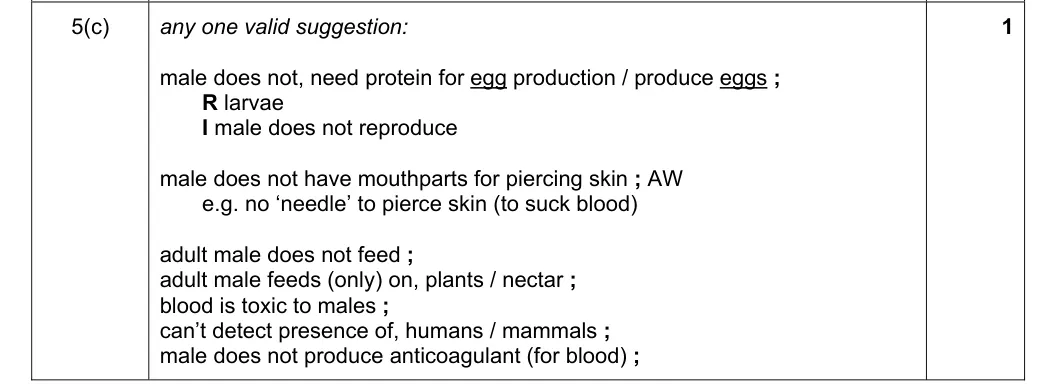 5(c) any one valid suggestion: 1
male does not, need protein for egg production / produce eggs ;
R larvae
I male does not reproduce
male does not have mouthparts for piercing skin ; AW
e.g. no ‘needle’ to pierce skin (to suck blood)
adult male does not feed ;
adult male feeds (only) on, plants / nectar ;
blood is toxic to males ;
can’t detect presence of, humans / mammals ;
male does not produce anticoagulant (for blood) ;